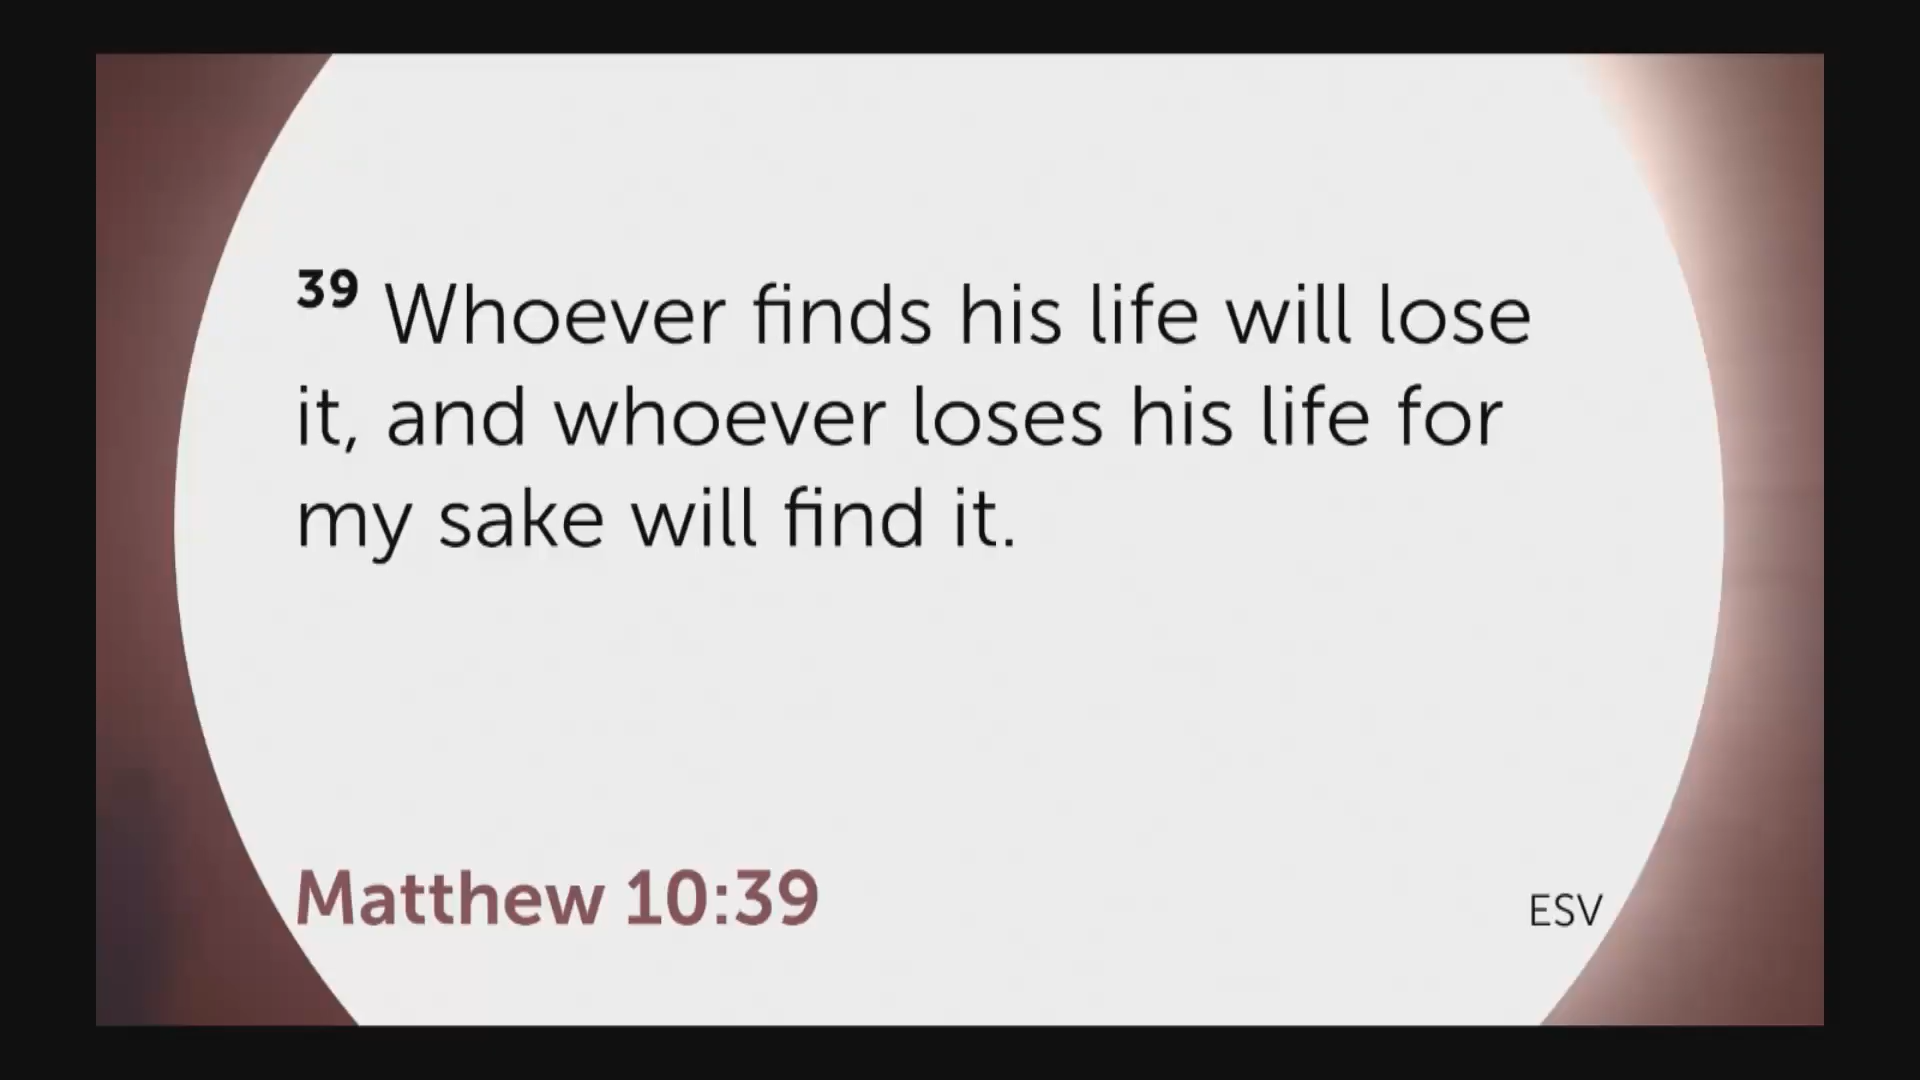 39 Whoever finds his life will lose
it, and whoever loses his life for
my sake will find it.
Matthew 10:39
ESV